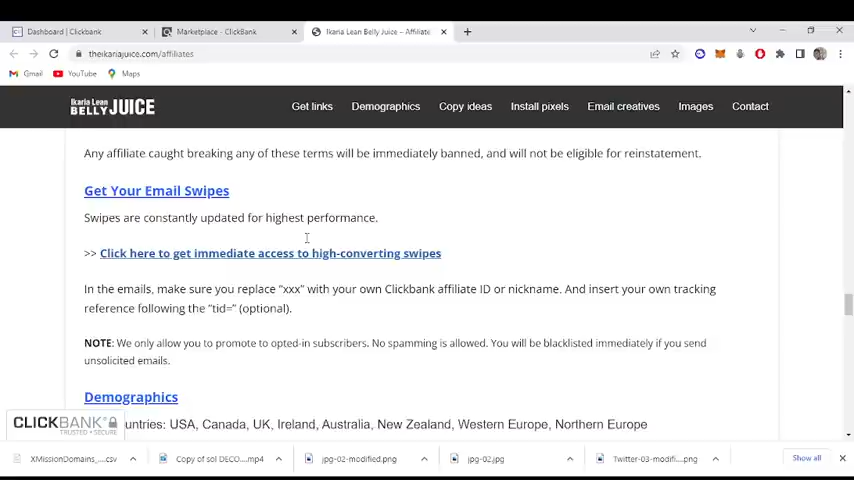 Dashboard | Clickbank
Marketplace - ClickBank
Ikaria Lean Belly Juice – Affiliate
theikariajuice.com/affiliates
Gmail YouTube Maps
Ikaria Lean
BELLY JUICE
Get links Demographics Copy ideas Install pixels Email creatives Images Contact
Any affiliate caught breaking any of these terms will be immediately banned, and will not be eligible for reinstatement.
Get Your Email Swipes
Swipes are constantly updated for highest performance.
>> Click here to get immediate access to high-converting swipes
In the emails, make sure you replace “xxx” with your own Clickbank affiliate ID or nickname. And insert your own tracking
reference following the “tid=” (optional).
NOTE: We only allow you to promote to opted-in subscribers. No spamming is allowed. You will be blacklisted immediately if you send
unsolicited emails.
Demographics
untries: USA, Canada, UK, Ireland, Australia, New Zealand, Western Europe, Northern Europe
CLICKBANK
TRUSTED SECURE
XMissionDomains_....csv
Copy of sol DECO....mp4
jpg-02-modified.png
jpg-02.jpg
Twitter-03-modifi....png
Show all